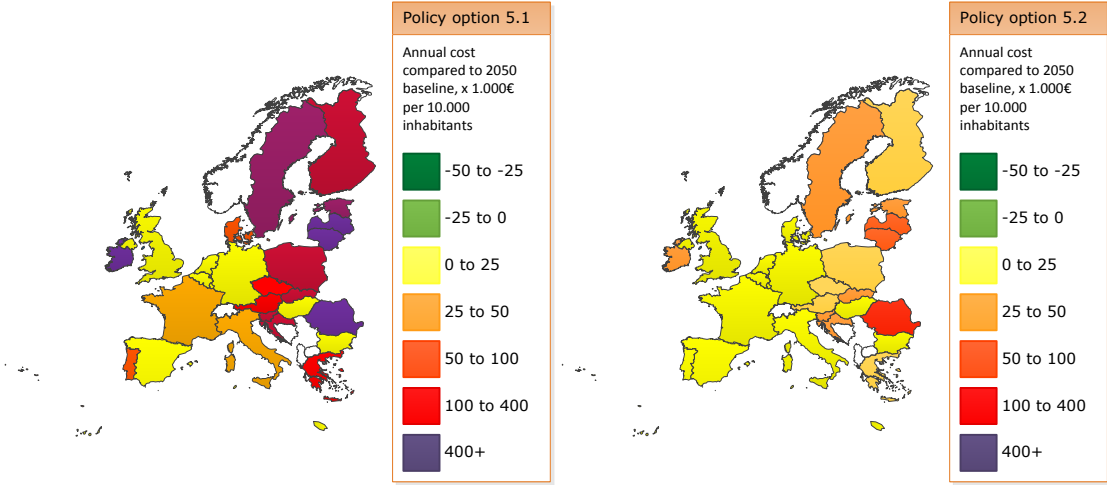 Policy option 5.1
Annual cost
compared to 2050
baseline, x 1.000€
per 10.000
inhabitants
-50 to -25
-25 to 0
0 to 25
25 to 50
50 to 100
100 to 400
400+
Policy option 5.2
Annual cost
compared to 2050
baseline, x 1.000€
per 10.000
inhabitants
-50 to -25
-25 to 0
0 to 25
25 to 50
50 to 100
100 to 400
400+